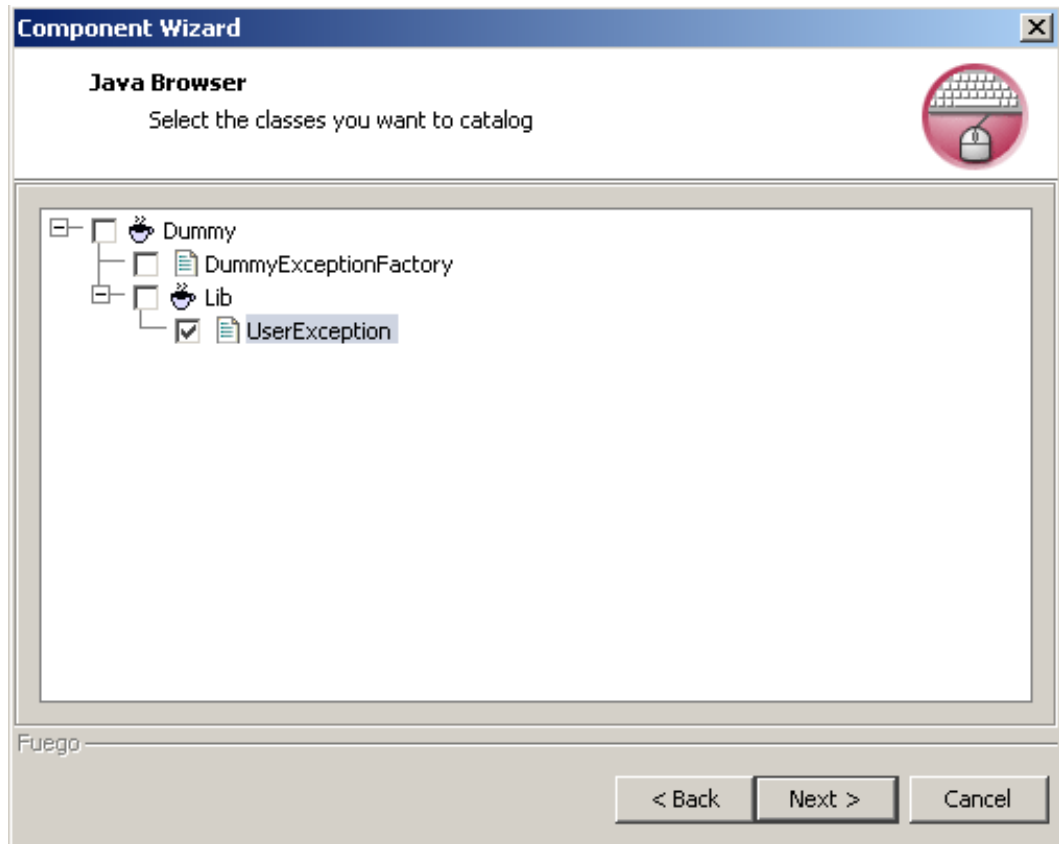 Component Wizard
Java Browser
Select the classes you want to catalog
Dummy
DummyExceptionFactory
Lib
UserException
Fuego
< Back Next > Cancel